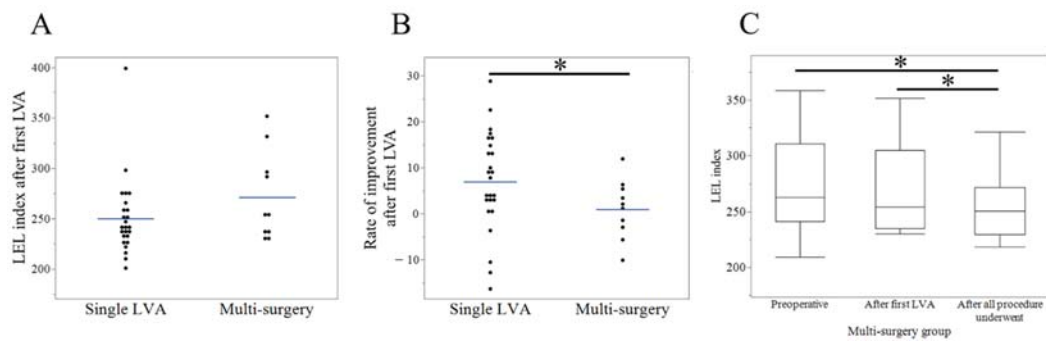 A
LEL index after first LVA
400
350
300
250
200
Single LVA
Multi-surgery
B
Rate of improvement
after first LVA
30
20
10
0
– 10
*
Single LVA
Multi-surgery
C
LEL index
350
300
250
200
*
*
Preoperative
After first LVA
After all procedure
underwent
Multi-surgery group